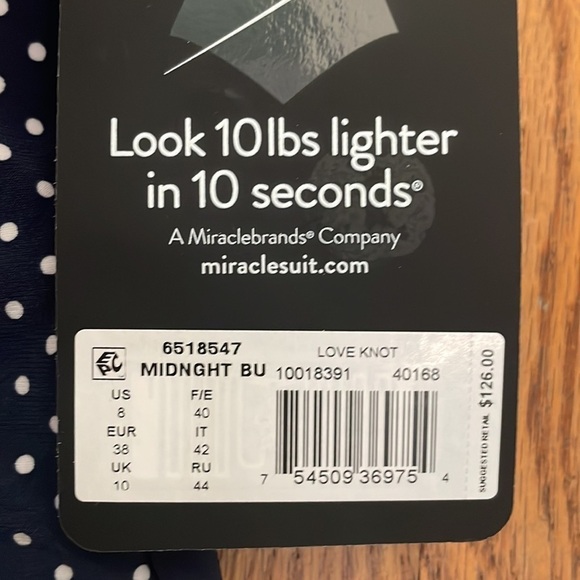 Look 10 lbs lighter
in 10 seconds®
A Miraclebrands® Company
miraclesuit.com
EPC
6518547
MIDNGHT BU
LOVE KNOT
10018391 40168
US F/E
8 40
EUR IT
38 42
UK RU
10 44
7 54509 36975 4
SUGGESTED RETAIL $126.00